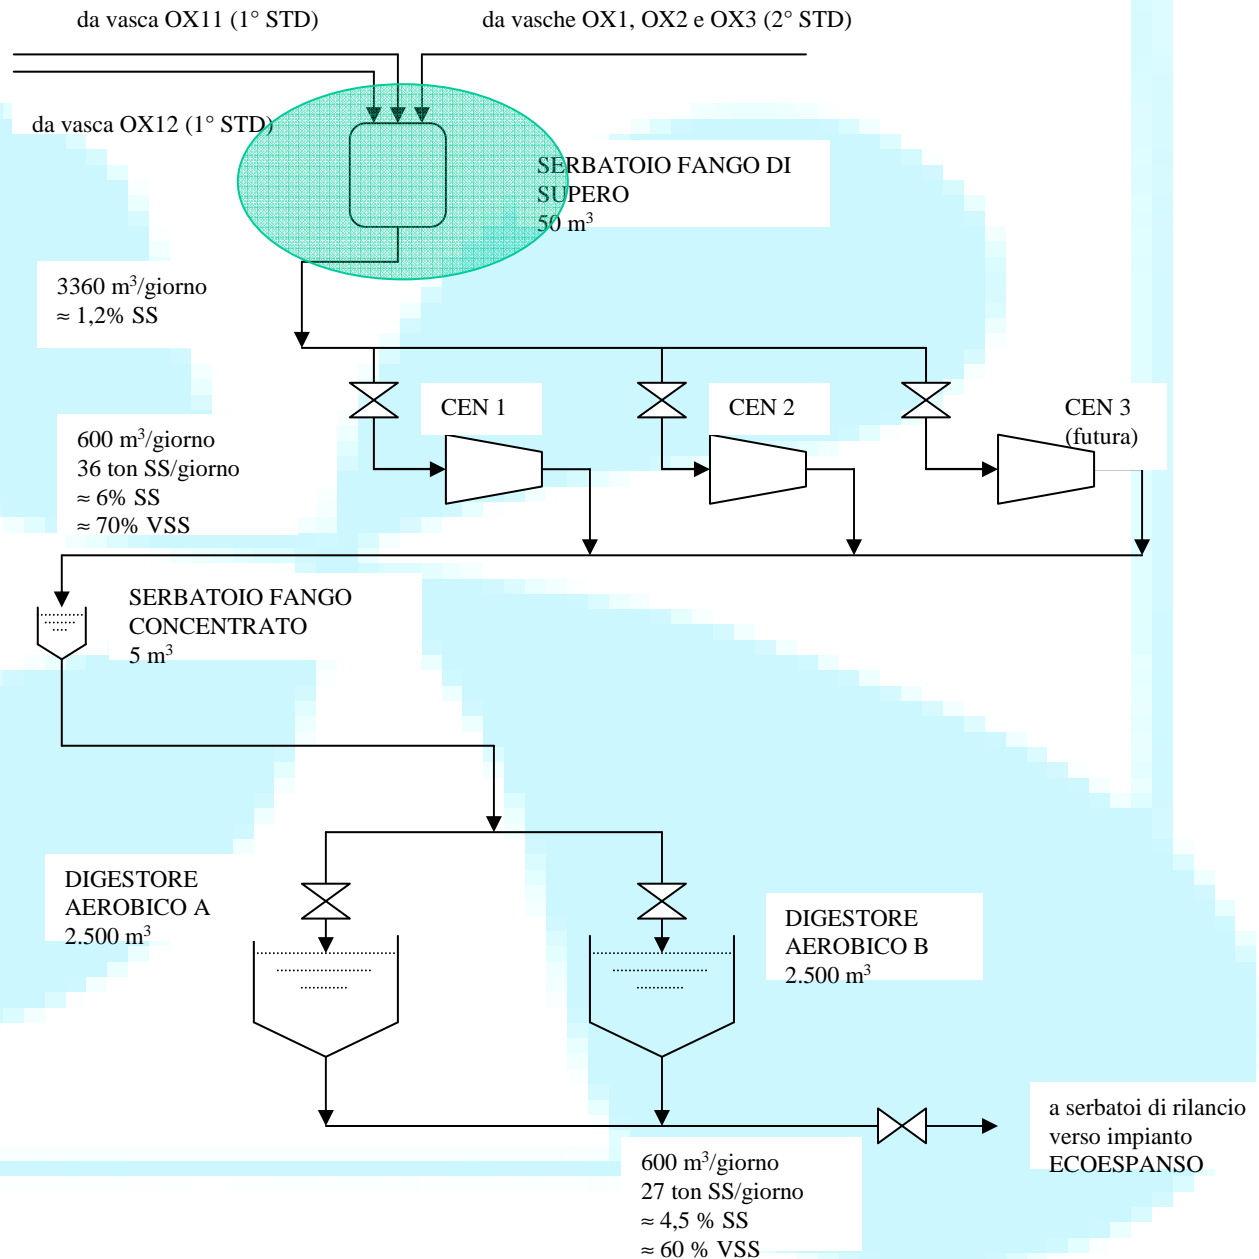 da vasca OX11 (1° STD)
da vasche OX1, OX2 e OX3 (2° STD)
da vasca OX12 (1° STD)
SERBATOIO FANGO DI
SUPERO
50 m³
3360 m³/giorno
≈ 1,2% SS
CEN 1
CEN 2
CEN 3
(futura)
600 m³/giorno
36 ton SS/giorno
≈ 6% SS
≈ 70% VSS
SERBATOIO FANGO
CONCENTRATO
5 m³
DIGESTORE
AEROBICO A
2.500 m³
DIGESTORE
AEROBICO B
2.500 m³
a serbatoi di rilancio
verso impianto
ECOESPANSO
600 m³/giorno
27 ton SS/giorno
≈ 4,5 % SS
≈ 60 % VSS